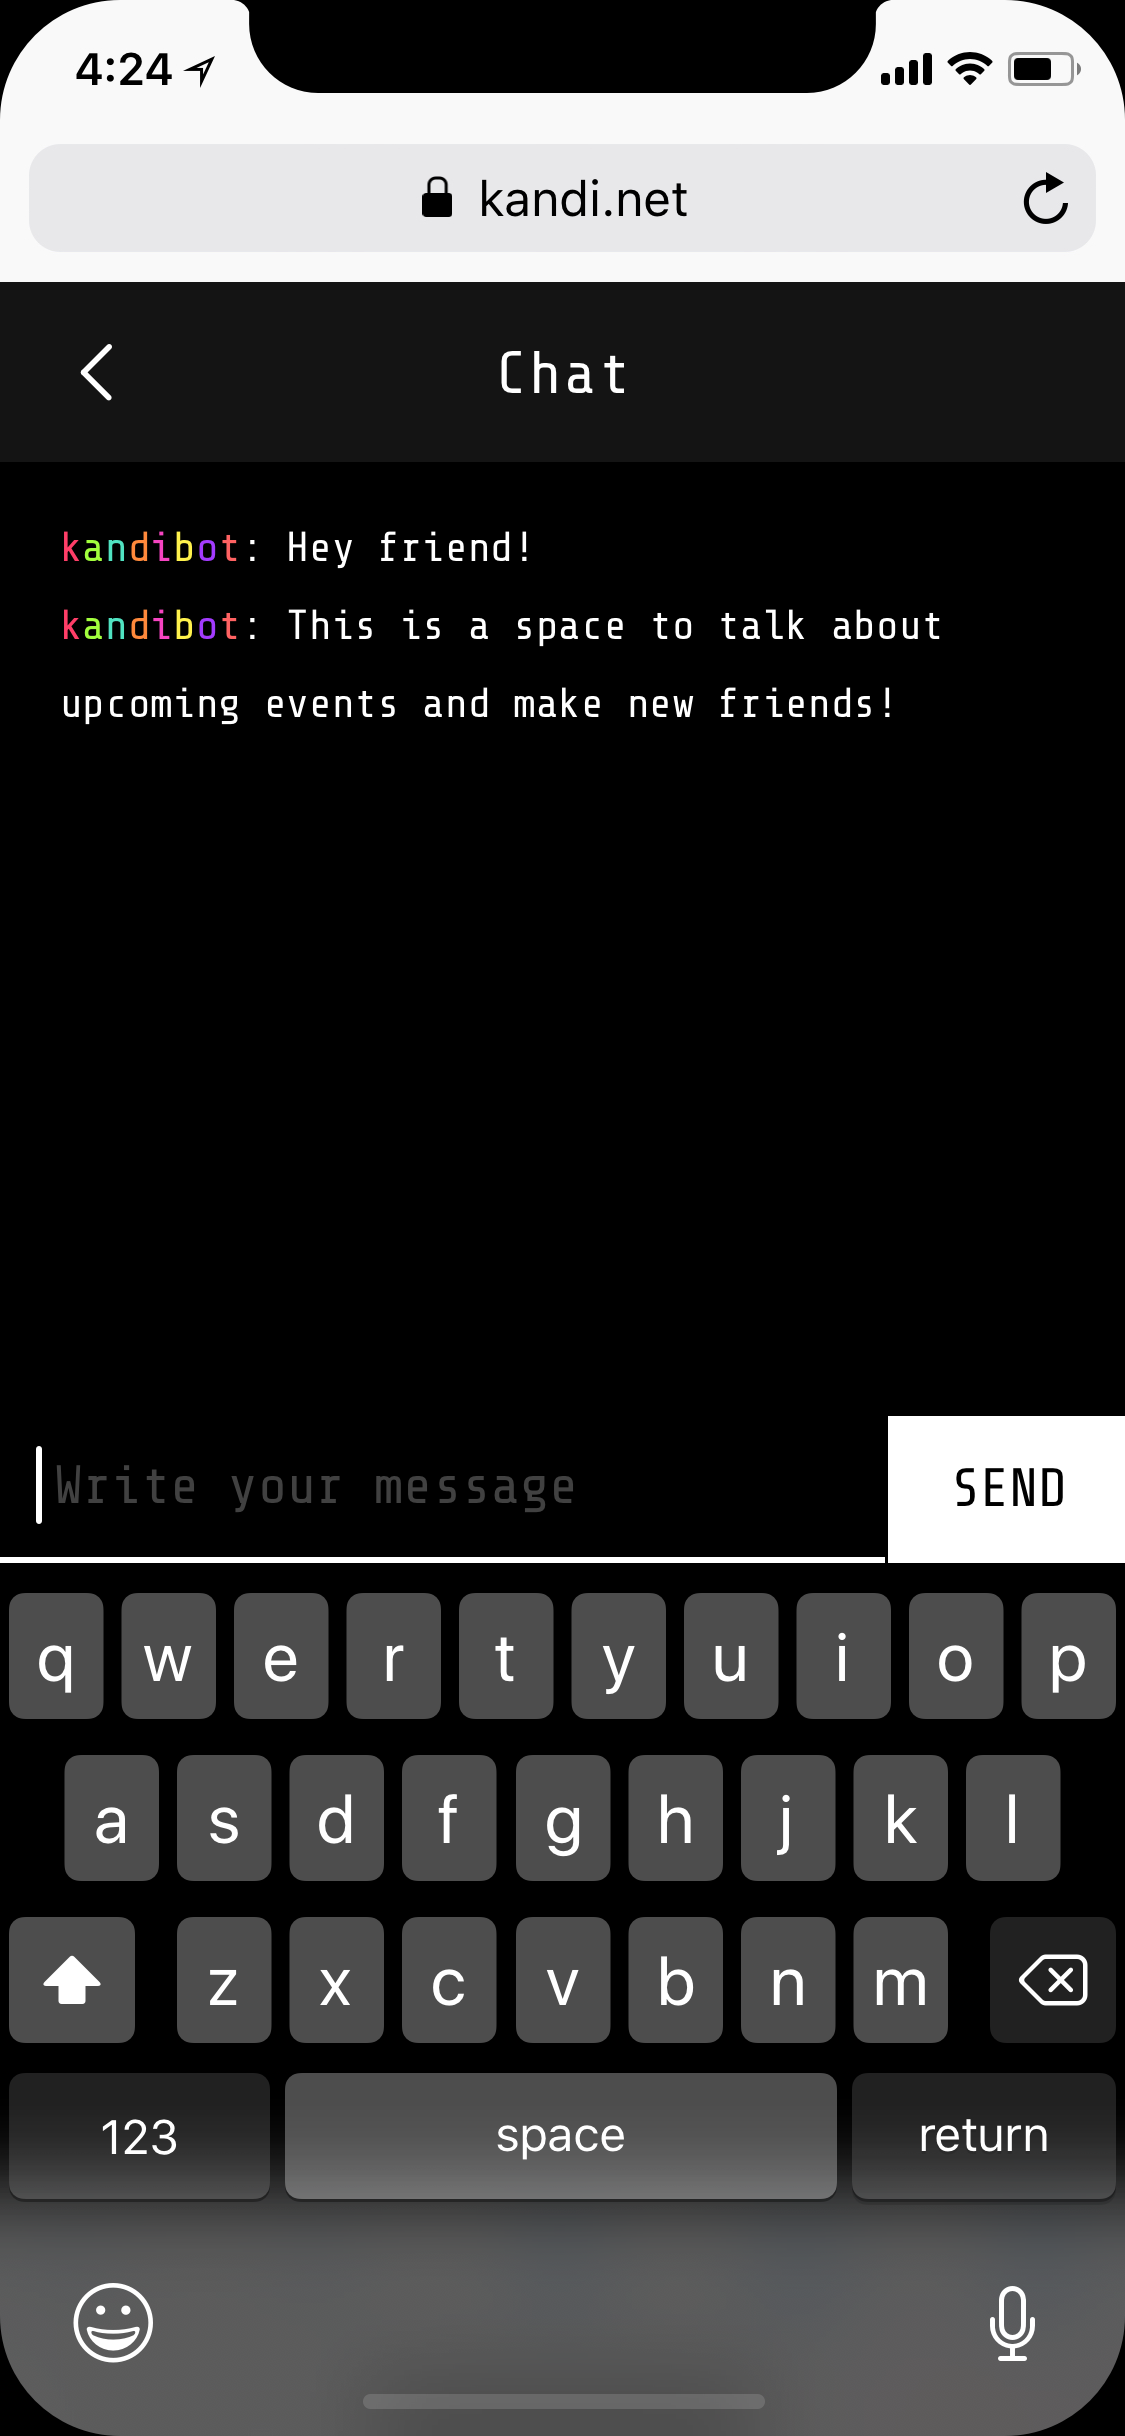 4:24
kandi.net
Chat
kandibot: Hey friend!
kandibot: This is a space to talk about
upcoming events and make new friends!
Write your message
SEND
q w e r t y u i o p
a s d f g h j k l
z x c v b n m
123 space return